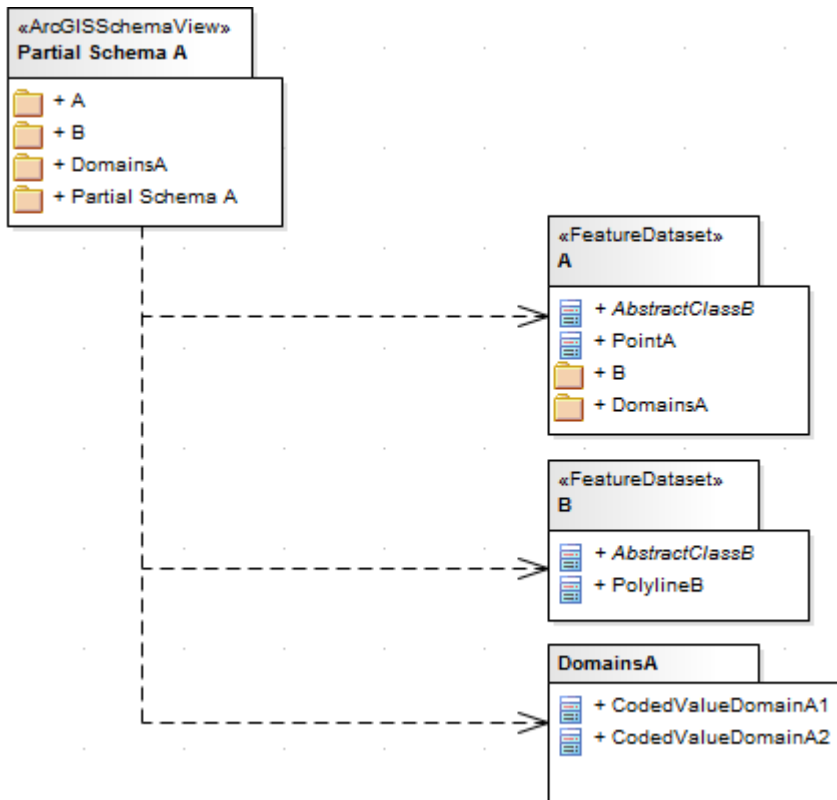 «ArcGISSchemaView»
Partial Schema A
+ A
+ B
+ DomainsA
+ Partial Schema A
«FeatureDataset»
A
+ AbstractClassB
+ PointA
+ B
+ DomainsA
«FeatureDataset»
B
+ AbstractClassB
+ PolylineB
DomainsA
+ CodedValueDomainA1
+ CodedValueDomainA2